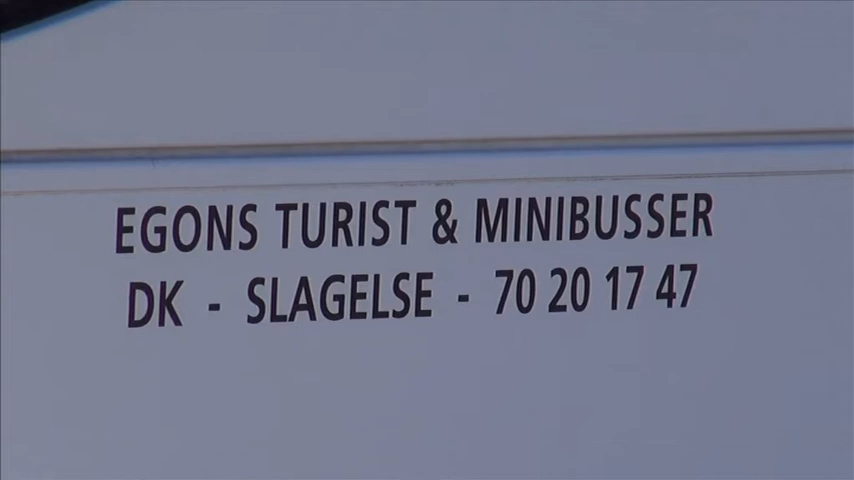 EGONS TURIST & MINIBUSSER
DK - SLAGELSE - 70 20 17 47